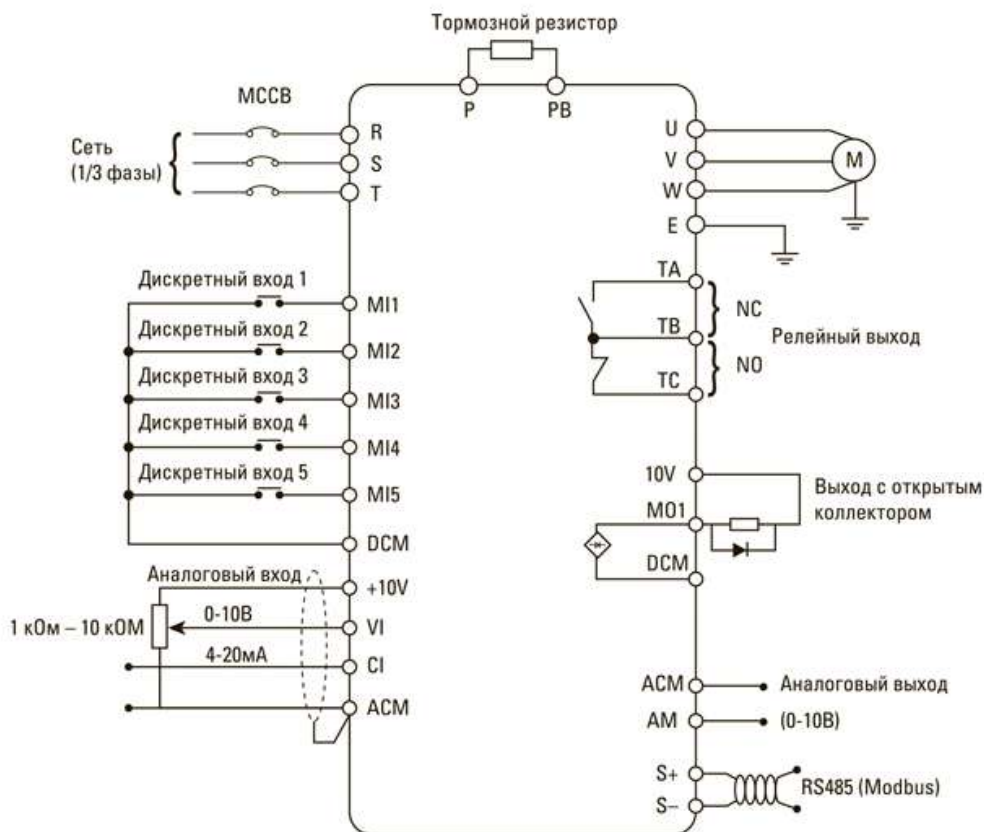 Тормозной резистор
P
PB
MCCB
Сеть
(1/3 фазы)
R
S
T
U
V
W
E
M
Дискретный вход 1
MI1
Дискретный вход 2
MI2
Дискретный вход 3
MI3
Дискретный вход 4
MI4
Дискретный вход 5
MI5
DCM
TA
NC
TB
Релейный выход
NO
TC
10V
MO1
DCM
Выход с открытым
коллектором
Аналоговый вход
+10V
1 кОм – 10 кОМ
0-10В
VI
4-20мА
CI
ACM
ACM
Аналоговый выход
AM
(0-10В)
S+
S–
RS485 (Modbus)